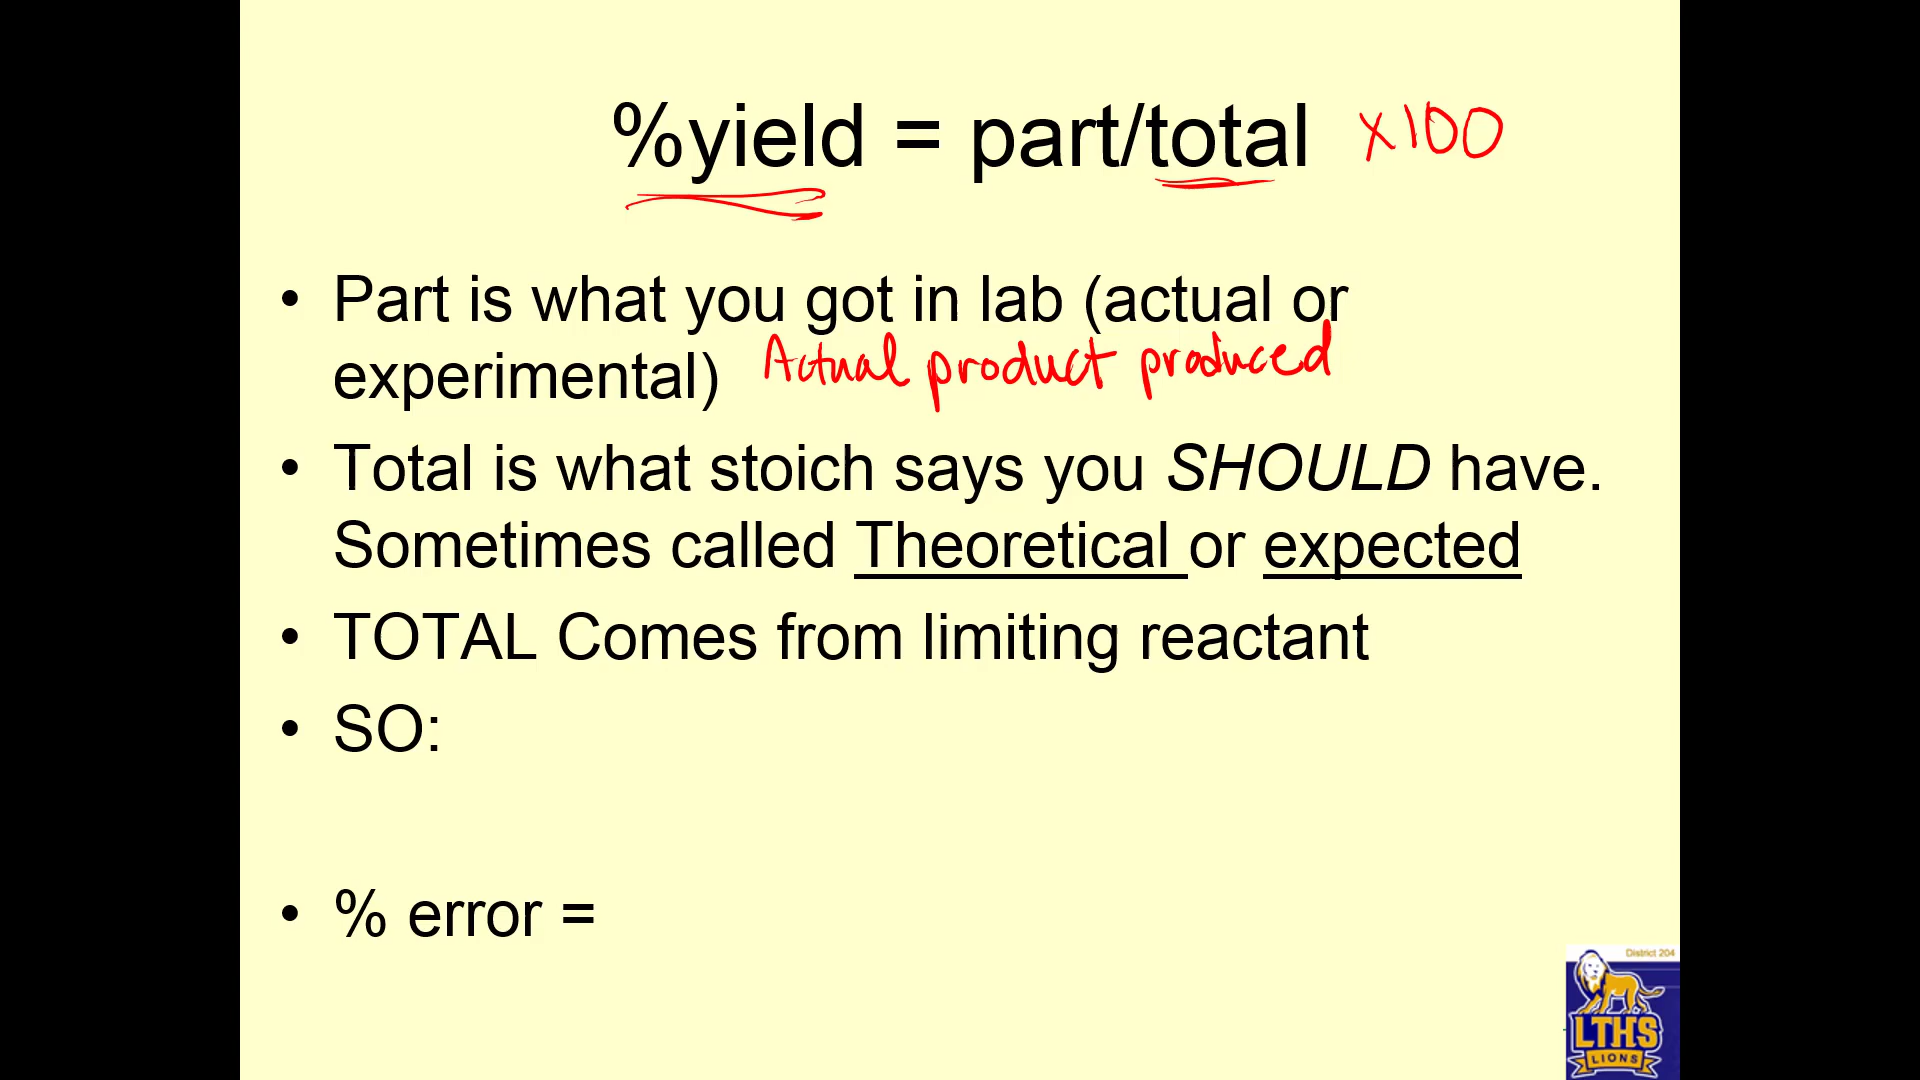 %yield = part/total x100
• Part is what you got in lab (actual or
experimental) Actual product produced
• Total is what stoich says you SHOULD have.
Sometimes called Theoretical or expected
• TOTAL Comes from limiting reactant
• SO:
• % error =
District 204
LTHS
LIONS